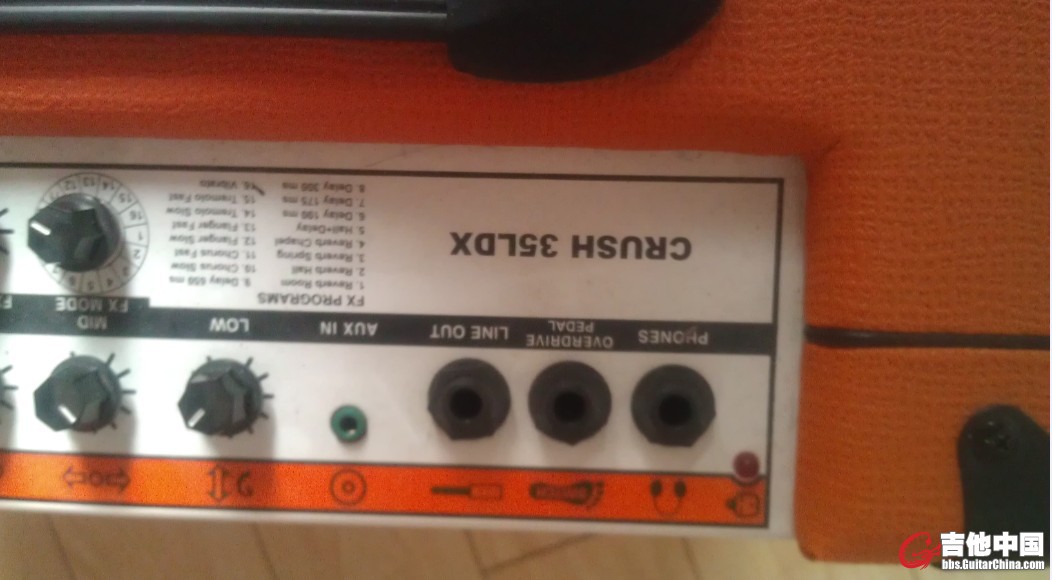 PHONES
OVERDRIVE
PEDAL
LINE OUT
AUX IN
LOW
MID
FX MODE
FX PROGRAMS
1. Reverb Room
2. Reverb Hall
3. Reverb Spring
4. Reverb Chapel
5. Hall+Delay
6. Delay 190 ms
7. Delay 175 ms
8. Delay 300 ms
9. Delay 650 ms
10. Chorus Slow
11. Chorus Fast
12. Flanger Slow
13. Flanger Fast
14. Tremolo Slow
15. Tremolo Fast
16. Vibrato
CRUSH 35LDX
吉他中国
bbs.GuitarChina.com